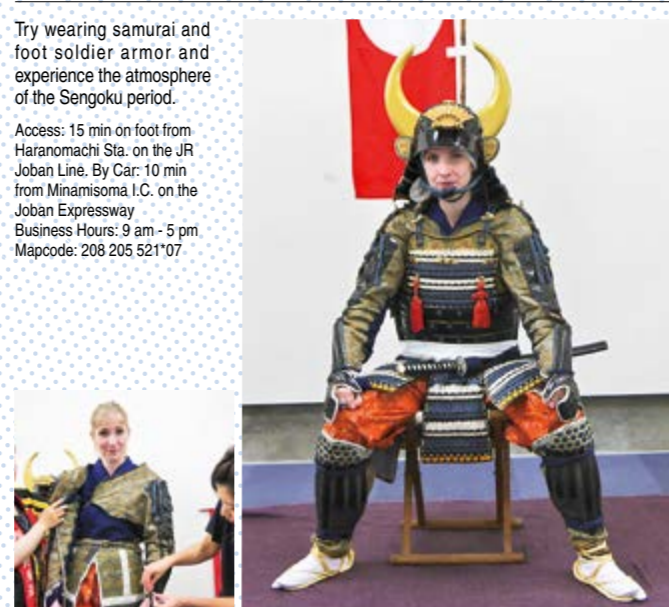 Try wearing samurai and
foot soldier armor and
experience the atmosphere
of the Sengoku period.
Access: 15 min on foot from
Haranomachi Sta. on the JR
Joban Line. By Car: 10 min
from Minamisoma I.C. on the
Joban Expressway
Business Hours: 9 am - 5 pm
Mapcode: 208 205 521*07